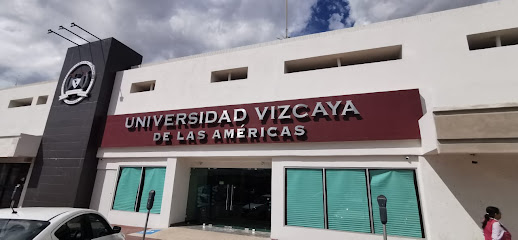 UNIVERSIDAD VIZCAYA
DE LAS AMÉRICAS